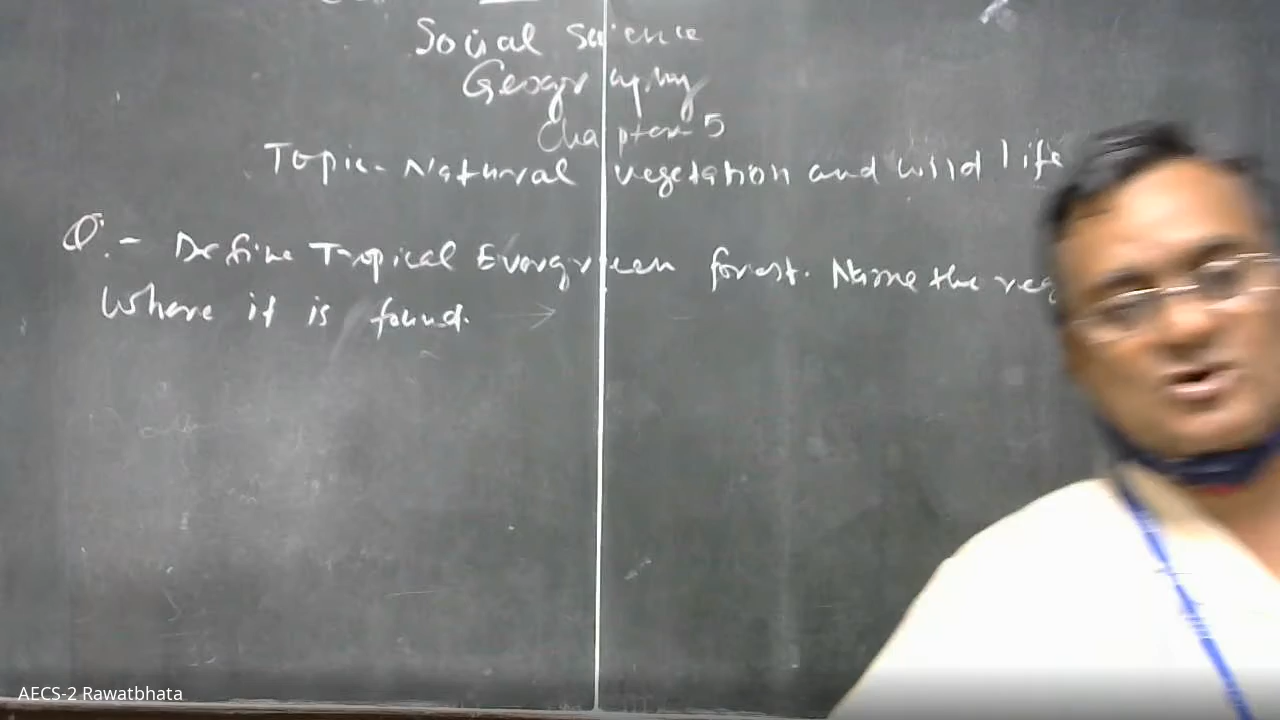 Social Science
Geography
Chapter 5
Topic- Natural vegetation and wild life
Q.- Define Tropical Evergreen forest. Name the reg
Where it is found.
AECS-2 Rawatbhata